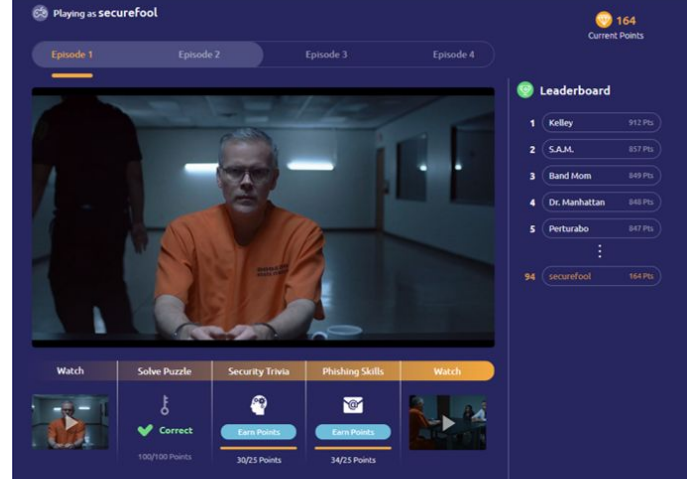 Playing as securefool
164
Current Points
Episode 1 Episode 2 Episode 3 Episode 4
Leaderboard
1 Kelley 912 Pts
2 S.A.M. 857 Pts
3 Band Mom 849 Pts
4 Dr. Manhattan 848 Pts
5 Perturabo 847 Pts
94 securefool 164 Pts
Watch Solve Puzzle Security Trivia Phishing Skills Watch
Correct Earn Points Earn Points
100/100 Points 30/25 Points 34/25 Points